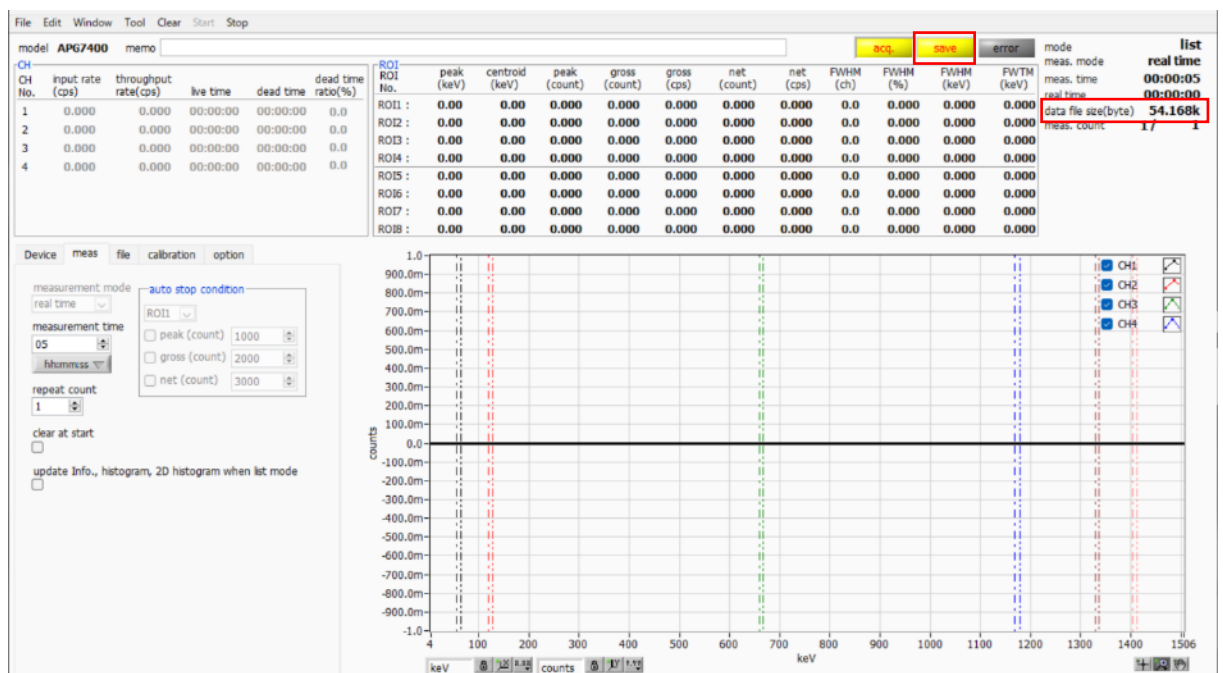 File Edit Window Tool Clear Start Stop
model APG7400 memo acq. save error mode list
meas. mode real time
meas. time 00:00:05
real time 00:00:00
data file size(byte) 54.168k
meas. count 1/ 1
CH
CH No. input rate (cps) throughput rate(cps) live time dead time dead time ratio(%)
1 0.000 0.000 00:00:00 00:00:00 0.0
2 0.000 0.000 00:00:00 00:00:00 0.0
3 0.000 0.000 00:00:00 00:00:00 0.0
4 0.000 0.000 00:00:00 00:00:00 0.0
ROI
ROI No. peak (keV) centroid (keV) peak (count) gross (count) gross (cps) net (count) net (cps) FWHM (ch) FWHM (%) FWHM (keV) FWTM (keV)
ROI1 : 0.00 0.00 0.000 0.000 0.000 0.000 0.000 0.0 0.000 0.000 0.000
ROI2 : 0.00 0.00 0.000 0.000 0.000 0.000 0.000 0.0 0.000 0.000 0.000
ROI3 : 0.00 0.00 0.000 0.000 0.000 0.000 0.000 0.0 0.000 0.000 0.000
ROI4 : 0.00 0.00 0.000 0.000 0.000 0.000 0.000 0.0 0.000 0.000 0.000
ROI5 : 0.00 0.00 0.000 0.000 0.000 0.000 0.000 0.0 0.000 0.000 0.000
ROI6 : 0.00 0.00 0.000 0.000 0.000 0.000 0.000 0.0 0.000 0.000 0.000
ROI7 : 0.00 0.00 0.000 0.000 0.000 0.000 0.000 0.0 0.000 0.000 0.000
ROI8 : 0.00 0.00 0.000 0.000 0.000 0.000 0.000 0.0 0.000 0.000 0.000
Device meas file calibration option
measurement mode
real time
measurement time
05
hh:mm:ss
repeat count
1
clear at start
update Info., histogram, 2D histogram when list mode
auto stop condition
ROI1
peak (count) 1000
gross (count) 2000
net (count) 3000
counts
1.0
900.0m
800.0m
700.0m
600.0m
500.0m
400.0m
300.0m
200.0m
100.0m
0.0
-100.0m
-200.0m
-300.0m
-400.0m
-500.0m
-600.0m
-700.0m
-800.0m
-900.0m
-1.0
CH1
CH2
CH3
CH4
4 100 200 300 400 500 600 700 800 900 1000 1100 1200 1300 1400 1506
keV
keV counts